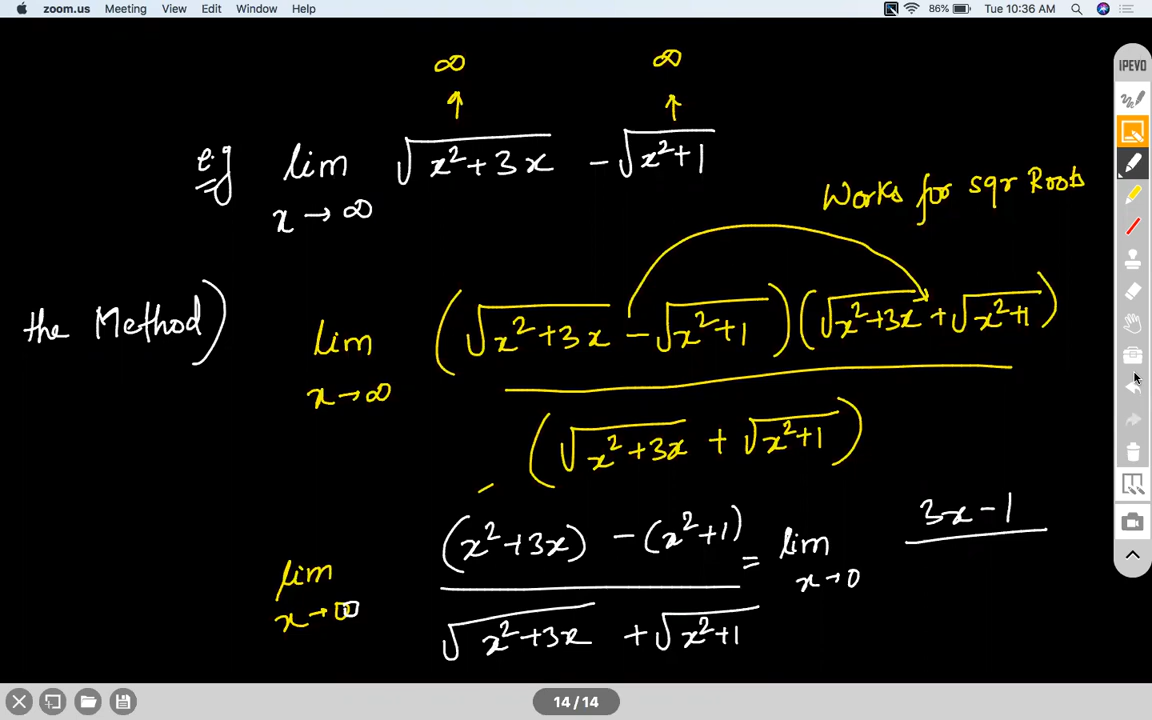 zoom.us Meeting View Edit Window Help 86% Tue 10:36 AM
IPEVO
∞ ∞
↑ ↑
e.g lim √(x²+3x) - √(x²+1)
x → ∞
Works for sqr Roots
the Method)
lim (√(x²+3x) - √(x²+1)) (√(x²+3x) + √(x²+1))
x → ∞
(√(x²+3x) + √(x²+1))
lim (x²+3x) - (x²+1) = lim 3x-1
x → ∞ x → 0
√(x²+3x) + √(x²+1)
14 / 14